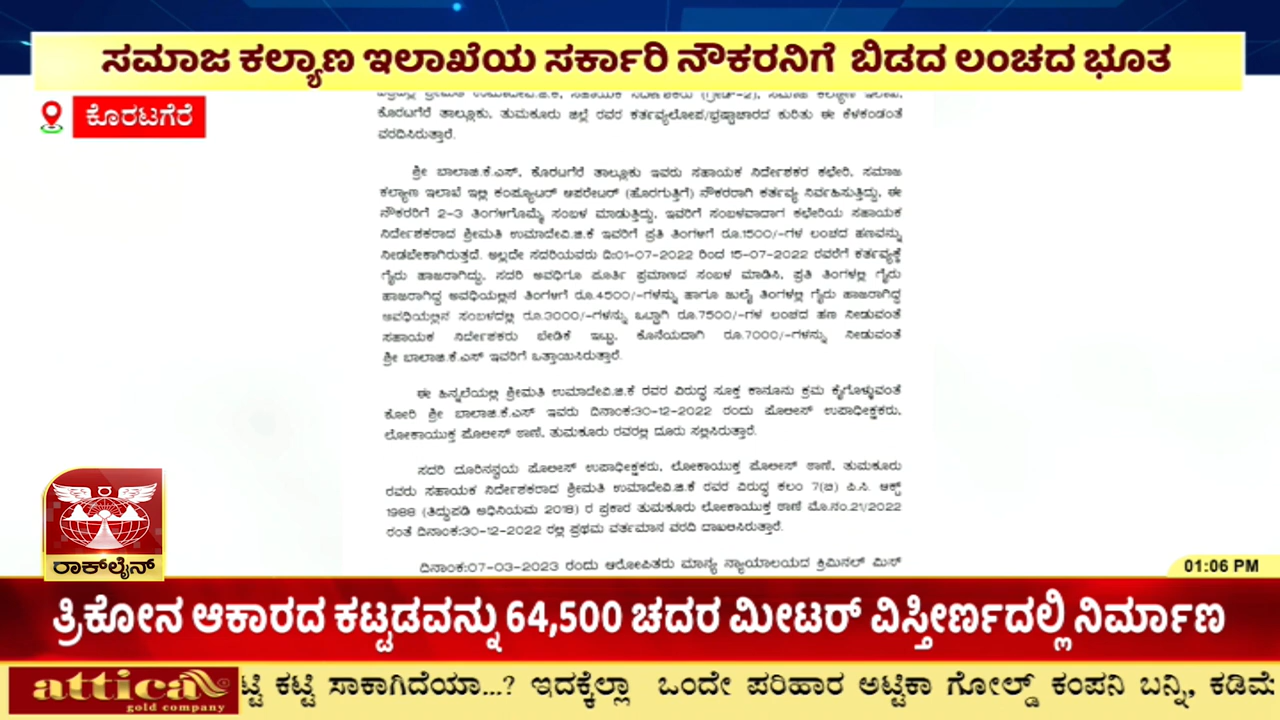 ಸಮಾಜ ಕಲ್ಯಾಣ ಇಲಾಖೆಯ ಸರ್ಕಾರಿ ನೌಕರನಿಗೆ ಬಿಡದ ಲಂಚದ ಭೂತ
ಕೊರಟಗೆರೆ
ಶ್ರೀಮತಿ ಉಮಾದೇವಿ.ಜಿ.ಕೆ, ಸಹಾಯಕ ನಿರ್ದೇಶಕರು (ಗ್ರೇಡ್-2), ಸಮಾಜ ಕಲ್ಯಾಣ ಇಲಾಖೆ,
ಕೊರಟಗೆರೆ ತಾಲ್ಲೂಕು, ತುಮಕೂರು ಜಿಲ್ಲೆ ರವರ ಕರ್ತವ್ಯಲೋಪ/ಭ್ರಷ್ಟಾಚಾರದ ಕುರಿತು ಈ ಕೆಳಕಂಡಂತೆ
ವರದಿಸಿರುತ್ತಾರೆ.
ಶ್ರೀ ಬಾಲಾಜಿ.ಕೆ.ಎಸ್, ಕೊರಟಗೆರೆ ತಾಲ್ಲೂಕು ಇವರು ಸಹಾಯಕ ನಿರ್ದೇಶಕರ ಕಛೇರಿ, ಸಮಾಜ
ಕಲ್ಯಾಣ ಇಲಾಖೆ ಇಲ್ಲಿ ಕಂಪ್ಯೂಟರ್ ಆಪರೇಟರ್ (ಹೊರಗುತ್ತಿಗೆ) ನೌಕರರಾಗಿ ಕರ್ತವ್ಯ ನಿರ್ವಹಿಸುತ್ತಿದ್ದು, ಈ
ನೌಕರರಿಗೆ 2-3 ತಿಂಗಳಿಗೊಮ್ಮೆ ಸಂಬಳ ಮಾಡುತ್ತಿದ್ದು, ಇವರಿಗೆ ಸಂಬಳವಾದಾಗ ಕಛೇರಿಯ ಸಹಾಯಕ
ನಿರ್ದೇಶಕರಾದ ಶ್ರೀಮತಿ ಉಮಾದೇವಿ.ಜಿ.ಕೆ ಇವರಿಗೆ ಪ್ರತಿ ತಿಂಗಳಿಗೆ ರೂ.1500/-ಗಳ ಲಂಚದ ಹಣವನ್ನು
ನೀಡಬೇಕಾಗಿರುತ್ತದೆ. ಅಲ್ಲದೇ ಸದರಿಯವರು ದಿ:01-07-2022 ರಿಂದ 15-07-2022 ರವರೆಗೆ ಕರ್ತವ್ಯಕ್ಕೆ
ಗೈರು ಹಾಜರಾಗಿದ್ದು, ಸದರಿ ಅವಧಿಗೂ ಪೂರ್ತಿ ಪ್ರಮಾಣದ ಸಂಬಳ ಮಾಡಿಸಿ, ಪ್ರತಿ ತಿಂಗಳಲ್ಲಿ ಗೈರು
ಹಾಜರಾಗಿದ್ದ ಅವಧಿಯಲ್ಲಿನ ತಿಂಗಳಿಗೆ ರೂ.4500/-ಗಳನ್ನು ಹಾಗೂ ಜುಲೈ ತಿಂಗಳಲ್ಲಿ ಗೈರು ಹಾಜರಾಗಿದ್ದ
ಅವಧಿಯಲ್ಲಿನ ಸಂಬಳದಲ್ಲಿ ರೂ.3000/-ಗಳನ್ನು ಒಟ್ಟಾಗಿ ರೂ.7500/-ಗಳ ಲಂಚದ ಹಣ ನೀಡುವಂತೆ
ಸಹಾಯಕ ನಿರ್ದೇಶಕರು ಬೇಡಿಕೆ ಇಟ್ಟು, ಕೊನೆಯದಾಗಿ ರೂ.7000/-ಗಳನ್ನು ನೀಡುವಂತೆ
ಶ್ರೀ ಬಾಲಾಜಿ.ಕೆ.ಎಸ್ ಇವರಿಗೆ ಒತ್ತಾಯಿಸಿರುತ್ತಾರೆ.
ಈ ಹಿನ್ನಲೆಯಲ್ಲಿ ಶ್ರೀಮತಿ ಉಮಾದೇವಿ.ಜಿ.ಕೆ ರವರ ವಿರುದ್ಧ ಸೂಕ್ತ ಕಾನೂನು ಕ್ರಮ ಕೈಗೊಳ್ಳುವಂತೆ
ಕೋರಿ ಶ್ರೀ ಬಾಲಾಜಿ.ಕೆ.ಎಸ್ ಇವರು ದಿನಾಂಕ:30-12-2022 ರಂದು ಪೊಲೀಸ್ ಉಪಾಧೀಕ್ಷಕರು,
ಲೋಕಾಯುಕ್ತ ಪೊಲೀಸ್ ಠಾಣೆ, ತುಮಕೂರು ರವರಲ್ಲಿ ದೂರು ಸಲ್ಲಿಸಿರುತ್ತಾರೆ.
ಸದರಿ ದೂರಿನನ್ವಯ ಪೊಲೀಸ್ ಉಪಾಧೀಕ್ಷಕರು, ಲೋಕಾಯುಕ್ತ ಪೊಲೀಸ್ ಠಾಣೆ, ತುಮಕೂರು
ರವರು ಸಹಾಯಕ ನಿರ್ದೇಶಕರಾದ ಶ್ರೀಮತಿ ಉಮಾದೇವಿ.ಜಿ.ಕೆ ರವರ ವಿರುದ್ಧ ಕಲಂ 7(ಎ) ಪಿ.ಸಿ. ಆಕ್ಟ್
1988 (ತಿದ್ದುಪಡಿ ಅಧಿನಿಯಮ 2018) ರ ಪ್ರಕಾರ ತುಮಕೂರು ಲೋಕಾಯುಕ್ತ ಠಾಣೆ ಮೊ.ನಂ.21/2022
ರಂತೆ ದಿನಾಂಕ:30-12-2022 ರಲ್ಲಿ ಪ್ರಥಮ ವರ್ತಮಾನ ವರದಿ ದಾಖಲಿಸಿರುತ್ತಾರೆ.
ದಿನಾಂಕ:07-03-2023 ರಂದು ಆರೋಪಿತರು ಮಾನ್ಯ ನ್ಯಾಯಾಲಯದ ಕ್ರಿಮಿನಲ್ ಮಿಸ್
ರಾಕ್‌ಲೈನ್
01:06 PM
ತ್ರಿಕೋನ ಆಕಾರದ ಕಟ್ಟಡವನ್ನು 64,500 ಚದರ ಮೀಟರ್ ವಿಸ್ತೀರ್ಣದಲ್ಲಿ ನಿರ್ಮಾಣ
attica
gold company
ಟ್ಟಿ ಕಟ್ಟಿ ಸಾಕಾಗಿದೆಯಾ...? ಇದಕ್ಕೆಲ್ಲಾ ಒಂದೇ ಪರಿಹಾರ ಅಟ್ಟಿಕಾ ಗೋಲ್ಡ್ ಕಂಪನಿ ಬನ್ನಿ, ಕಡಿಮೆ